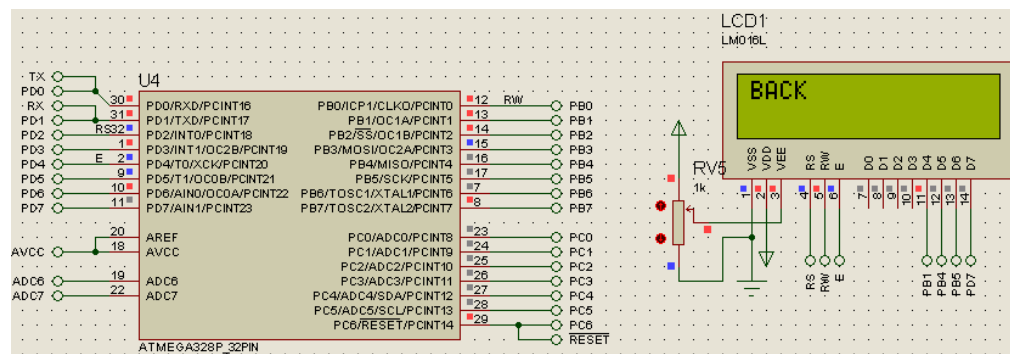 LCD1
LM016L
BACK
VSS
VDD
VEE
RS
RW
E
D0
D1
D2
D3
D4
D5
D6
D7
1
2
3
4
5
6
7
8
9
10
11
12
13
14
RS
RW
E
PB1
PB4
PB5
PD7
RV5
1k
U4
TX
PD0
RX
PD1
PD2
PD3
PD4
PD5
PD6
PD7
AVCC
ADC6
ADC7
30 PD0/RXD/PCINT16
31 PD1/TXD/PCINT17
RS 32 PD2/INT0/PCINT18
1 PD3/INT1/OC2B/PCINT19
E 2 PD4/T0/XCK/PCINT20
9 PD5/T1/OC0B/PCINT21
10 PD6/AIN0/OC0A/PCINT22
11 PD7/AIN1/PCINT23
20 AREF
18 AVCC
19 ADC6
22 ADC7
PB0/ICP1/CLKO/PCINT0 12 RW PB0
PB1/OC1A/PCINT1 13 PB1
PB2/SS/OC1B/PCINT2 14 PB2
PB3/MOSI/OC2A/PCINT3 15 PB3
PB4/MISO/PCINT4 16 PB4
PB5/SCK/PCINT5 17 PB5
PB6/TOSC1/XTAL1/PCINT6 7 PB6
PB7/TOSC2/XTAL2/PCINT7 8 PB7
PC0/ADC0/PCINT8 23 PC0
PC1/ADC1/PCINT9 24 PC1
PC2/ADC2/PCINT10 25 PC2
PC3/ADC3/PCINT11 26 PC3
PC4/ADC4/SDA/PCINT12 27 PC4
PC5/ADC5/SCL/PCINT13 28 PC5
PC6/RESET/PCINT14 29 PC6
RESET
ATMEGA328P_32PIN